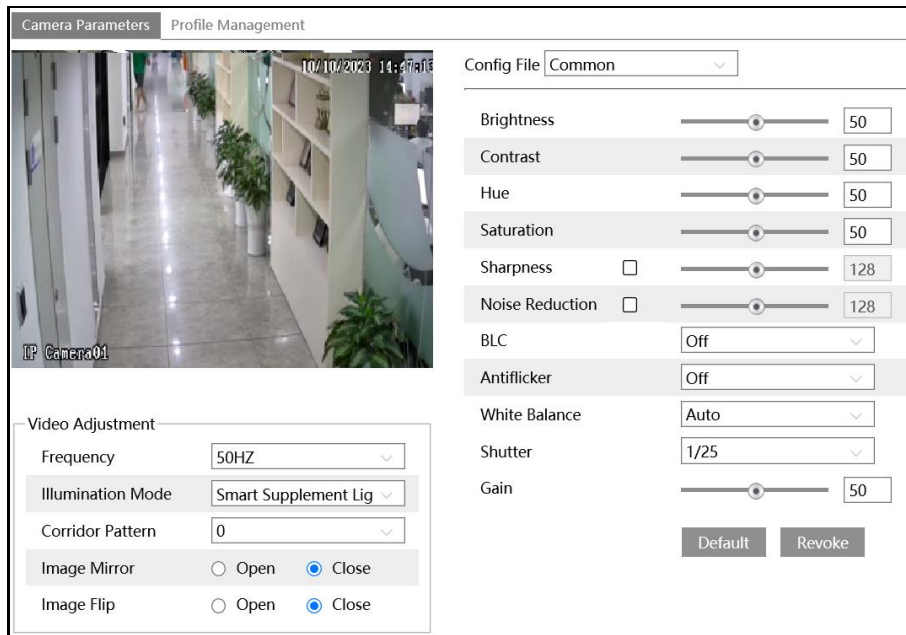 Camera Parameters Profile Management
10/10/2023 14:47:13
IP Camera01
Config File Common
Brightness 50
Contrast 50
Hue 50
Saturation 50
Sharpness 128
Noise Reduction 128
BLC Off
Antiflicker Off
White Balance Auto
Shutter 1/25
Gain 50
Default Revoke
Video Adjustment
Frequency 50HZ
Illumination Mode Smart Supplement Lig
Corridor Pattern 0
Image Mirror Open Close
Image Flip Open Close